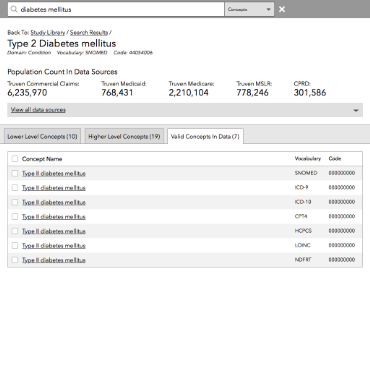 diabetes mellitus Concepts
Back To: Study Library / Search Results /
Type 2 Diabetes mellitus
Domain: Condition Vocabulary: SNOMED Code: 44054006
Population Count In Data Sources
Truven Commercial Claims: Truven Medicaid: Truven Medicare: Truven MSLR: CPRD:
6,235,970 768,431 2,210,104 778,246 301,586
View all data sources
Lower Level Concepts (10) Higher Level Concepts (19) Valid Concepts In Data (7)
Concept Name Vocabulary Code
Type II diabetes mellitus SNOMED 000000000
Type II diabetes mellitus ICD-9 000000000
Type II diabetes mellitus ICD-10 000000000
Type II diabetes mellitus CPT4 000000000
Type II diabetes mellitus HCPCS 000000000
Type II diabetes mellitus LOINC 000000000
Type II diabetes mellitus NDFRT 000000000